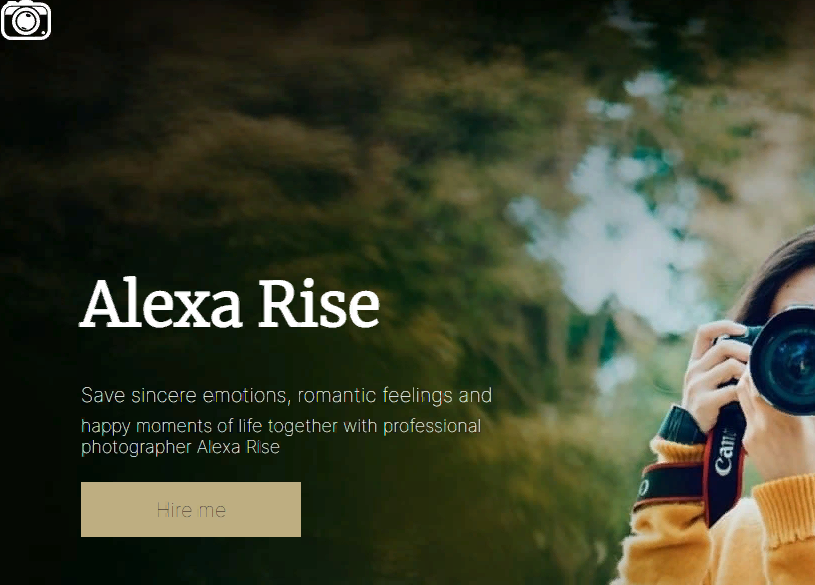 Alexa Rise
Save sincere emotions, romantic feelings and
happy moments of life together with professional
photographer Alexa Rise
Hire me